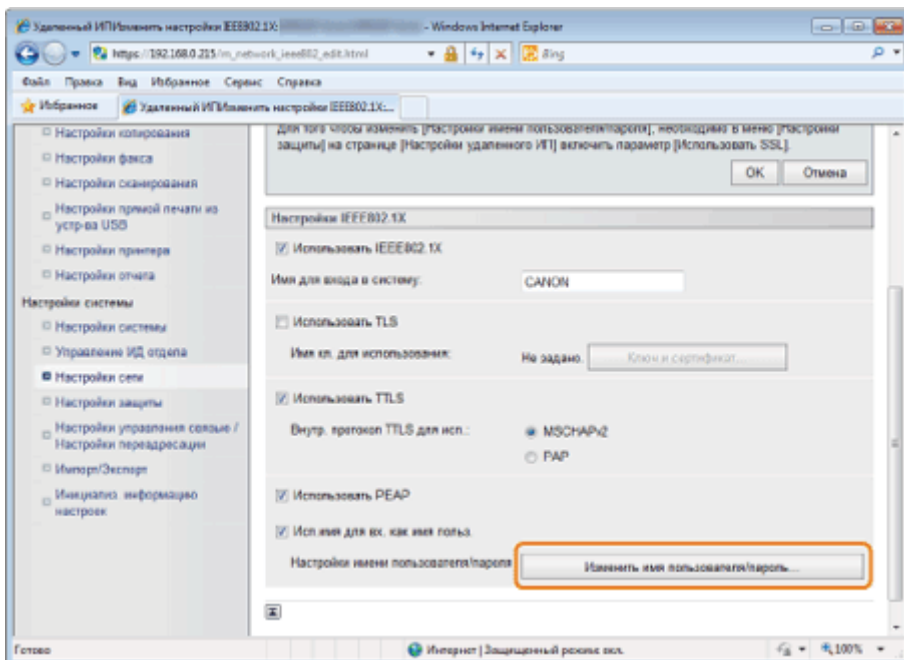 Удаленный ИПИзменить настройки IEEE802.1X: - Windows Internet Explorer
https://192.168.0.215/m_network_ieee802_edit.html
Bing
Файл Правка Вид Избранное Сервис Справка
Избранное
Удаленный ИПИзменить настройки IEEE802.1X:...
Настройки копирования
Настройки факса
Настройки сканирования
Настройки прямой печати из
устр-ва USB
Настройки принтера
Настройки отчета
Настройки системы
Настройки системы
Управление ИД отдела
Настройки сети
Настройки защиты
Настройки управления связью /
Настройки переадресации
Импорт/Экспорт
Инициализ. информацию
настроек
Для того чтобы изменить [Настройки имени пользователя/пароля], необходимо в меню [Настройки
защиты] на странице [Настройки удаленного ИП] включить параметр [Использовать SSL].
OK Отмена
Настройки IEEE802.1X
Использовать IEEE802.1X
Имя для входа в систему: CANON
Использовать TLS
Имя кл. для использования: Не задано. Ключ и сертификат...
Использовать TTLS
Внутр. протокол TTLS для исп.: MSCHAPv2
PAP
Использовать PEAP
Исп.имя для вх. как имя польз.
Настройки имени пользователя/пароля Изменить имя пользователя/пароль...
Готово Интернет | Защищенный режим: вкл. 100%